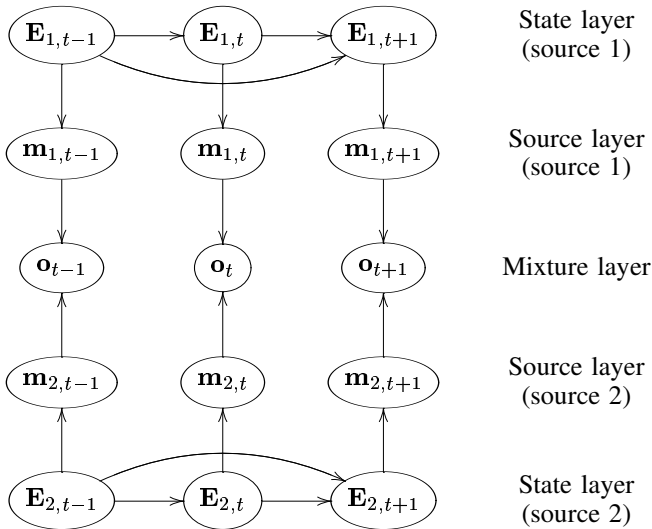 E₁,ₜ₋₁ E₁,ₜ E₁,ₜ₊₁ State layer
(source 1)
m₁,ₜ₋₁ m₁,ₜ m₁,ₜ₊₁ Source layer
(source 1)
oₜ₋₁ oₜ oₜ₊₁ Mixture layer
m₂,ₜ₋₁ m₂,ₜ m₂,ₜ₊₁ Source layer
(source 2)
E₂,ₜ₋₁ E₂,ₜ E₂,ₜ₊₁ State layer
(source 2)